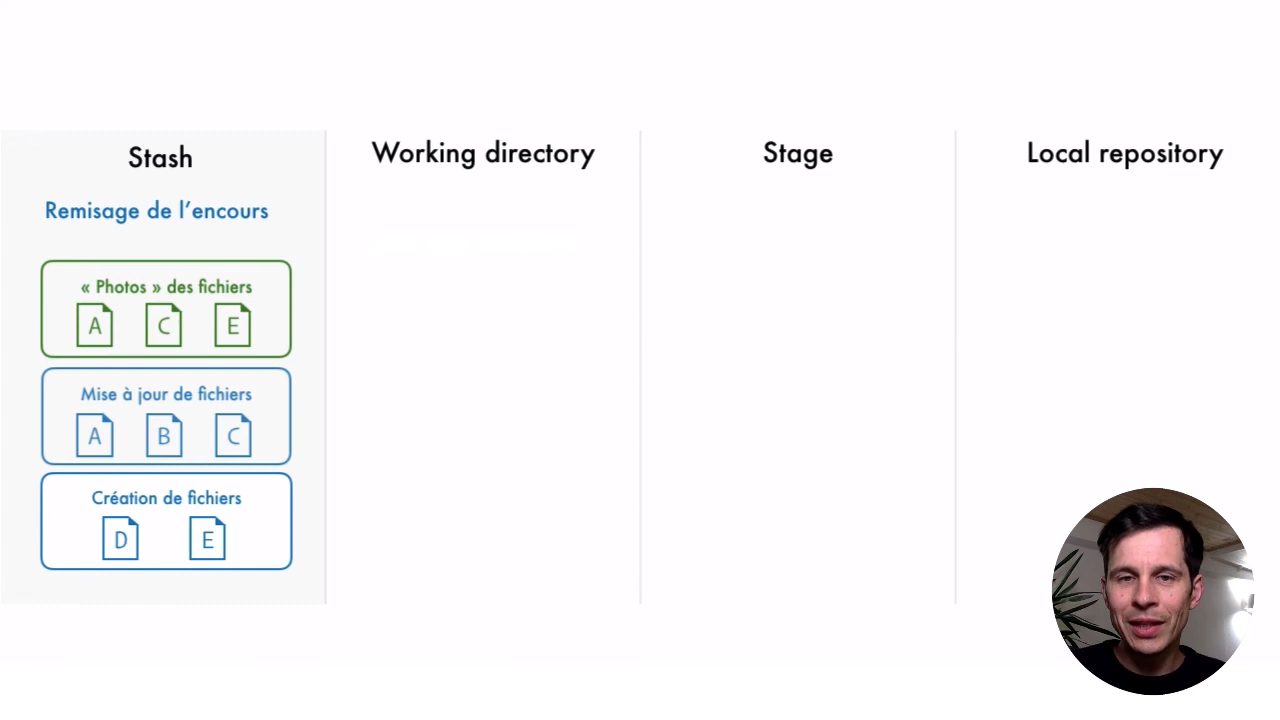 Stash
Working directory
Stage
Local repository
Remisage de l’encours
« Photos » des fichiers
A C E
Mise à jour de fichiers
A B C
Création de fichiers
D E